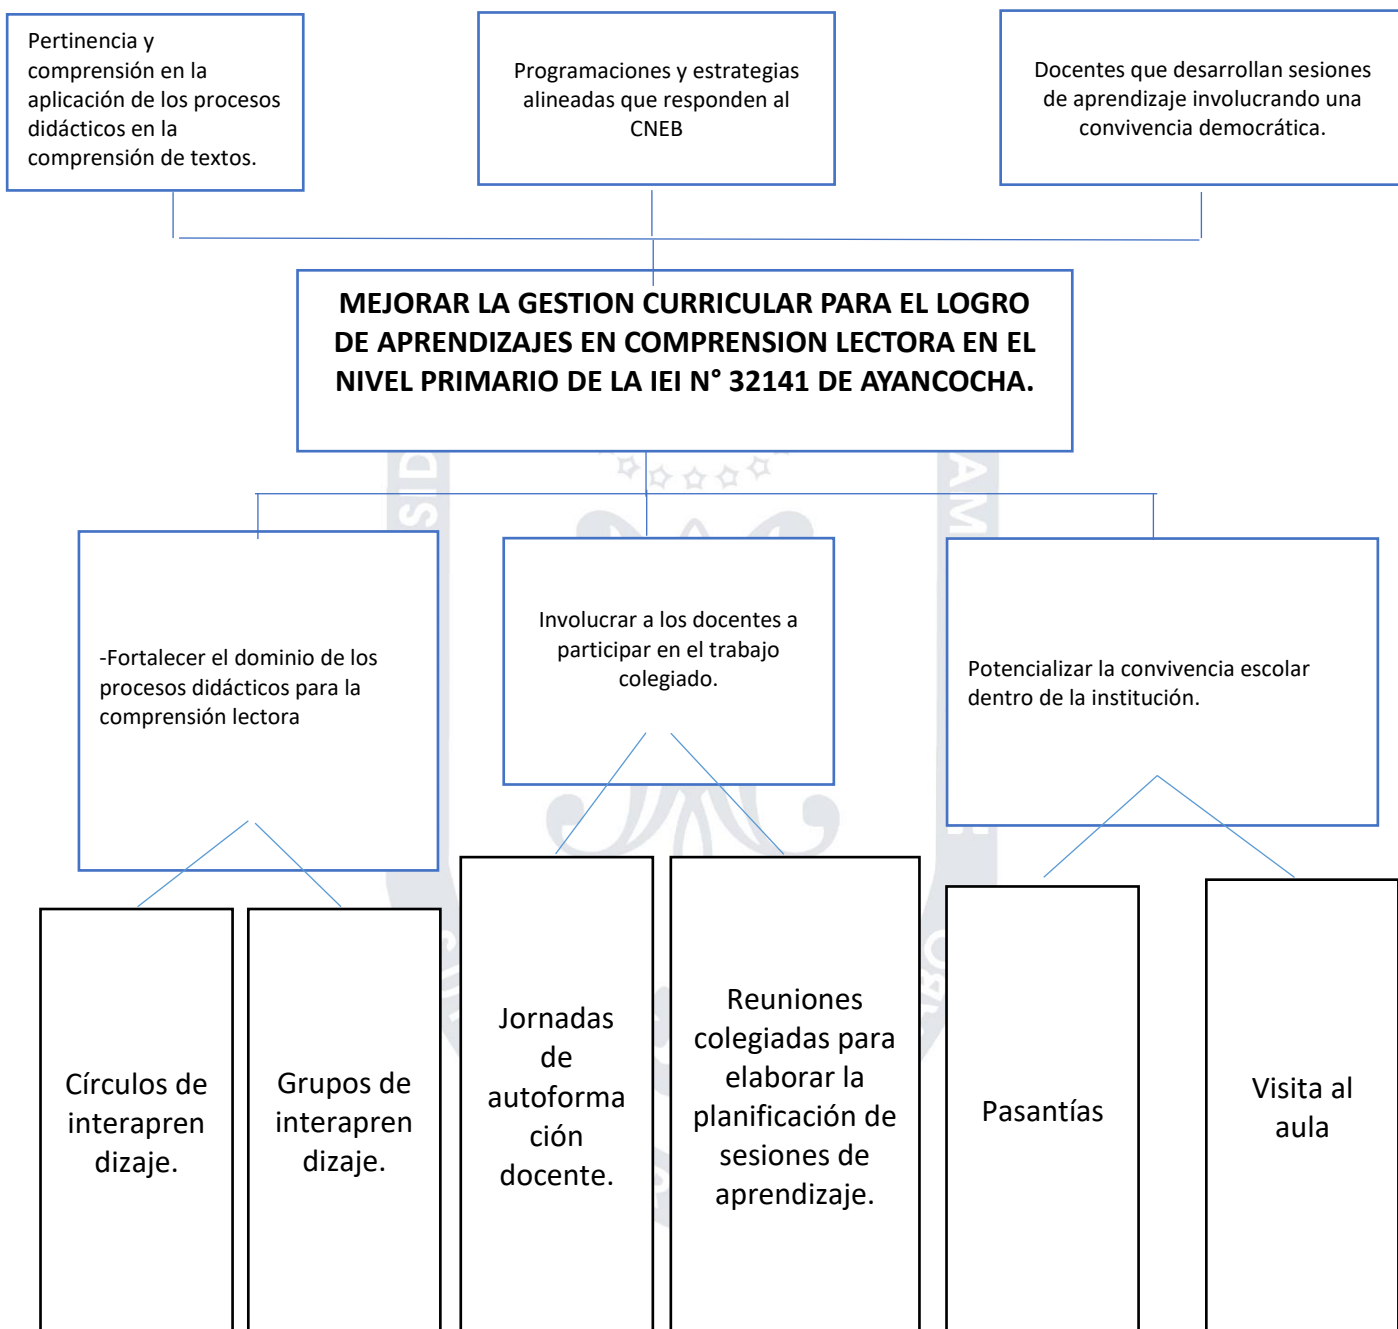 Pertinencia y
comprensión en la
aplicación de los procesos
didácticos en la
comprensión de textos.
Programaciones y estrategias
alineadas que responden al
CNEB
Docentes que desarrollan sesiones
de aprendizaje involucrando una
convivencia democrática.
MEJORAR LA GESTION CURRICULAR PARA EL LOGRO
DE APRENDIZAJES EN COMPRENSION LECTORA EN EL
NIVEL PRIMARIO DE LA IEI N° 32141 DE AYANCOCHA.
-Fortalecer el dominio de los
procesos didácticos para la
comprensión lectora
Involucrar a los docentes a
participar en el trabajo
colegiado.
Potencializar la convivencia escolar
dentro de la institución.
Círculos de
interapren
dizaje.
Grupos de
interapren
dizaje.
Jornadas
de
autoforma
ción
docente.
Reuniones
colegiadas para
elaborar la
planificación de
sesiones de
aprendizaje.
Pasantías
Visita al
aula